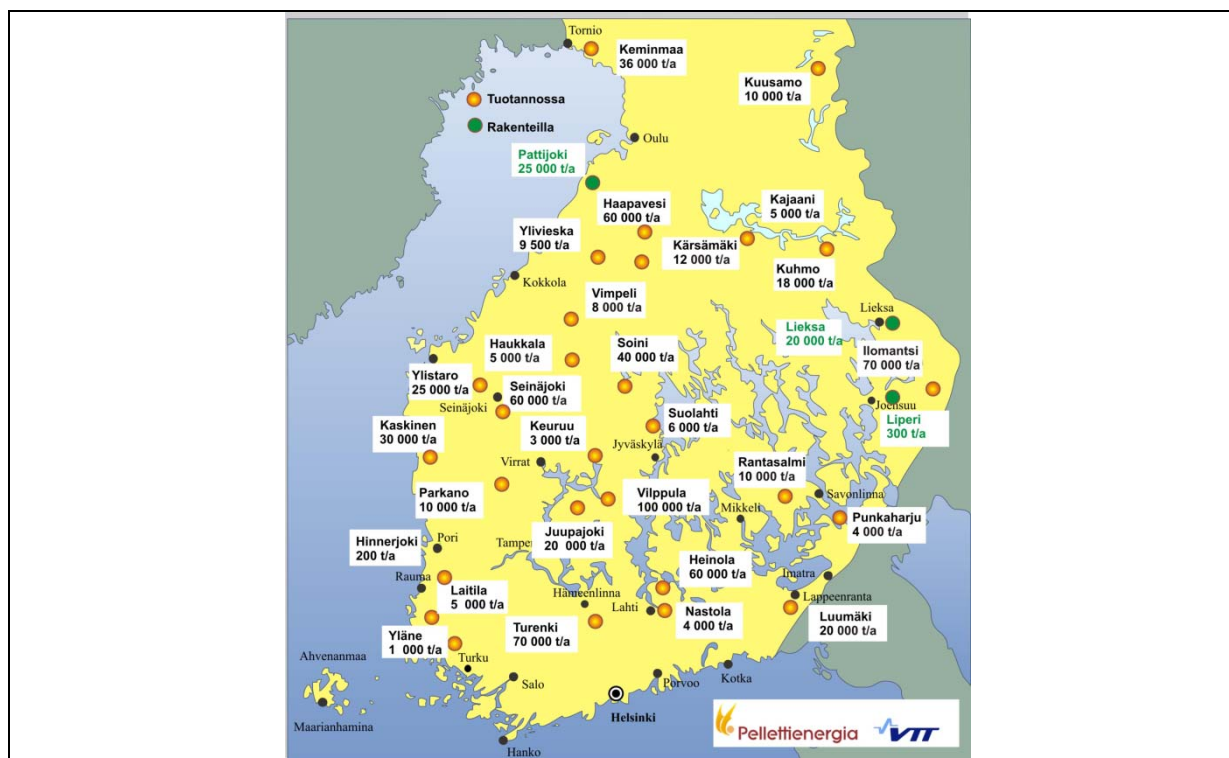 Tornio
Keminmaa
36 000 t/a
Kuusamo
10 000 t/a
Tuotannossa
Rakenteilla
Oulu
Pattijoki
25 000 t/a
Haapavesi
60 000 t/a
Kajaani
5 000 t/a
Ylivieska
9 500 t/a
Kärsämäki
12 000 t/a
Kuhmo
18 000 t/a
Kokkola
Vimpeli
8 000 t/a
Lieksa
Lieksa
20 000 t/a
Haukkala
5 000 t/a
Soini
40 000 t/a
Ilomantsi
70 000 t/a
Ylistaro
25 000 t/a
Seinäjoki
60 000 t/a
Seinäjoki
Joensuu
Liperi
300 t/a
Suolahti
6 000 t/a
Kaskinen
30 000 t/a
Keuruu
3 000 t/a
Jyväskylä
Virrat
Rantasalmi
10 000 t/a
Savonlinna
Parkano
10 000 t/a
Vilppula
100 000 t/a
Mikkeli
Punkaharju
4 000 t/a
Juupajoki
20 000 t/a
Hinnerjoki
200 t/a
Pori
Tamper
Heinola
60 000 t/a
Imatra
Rauma
Laitila
5 000 t/a
Hämeenlinna
Lahti
Nastola
4 000 t/a
Lappeenranta
Luumäki
20 000 t/a
Turenki
70 000 t/a
Yläne
1 000 t/a
Turku
Ahvenanmaa
Salo
Porvoo
Kotka
Maarianhamina
Helsinki
Hanko
Pellettienergia
VTT